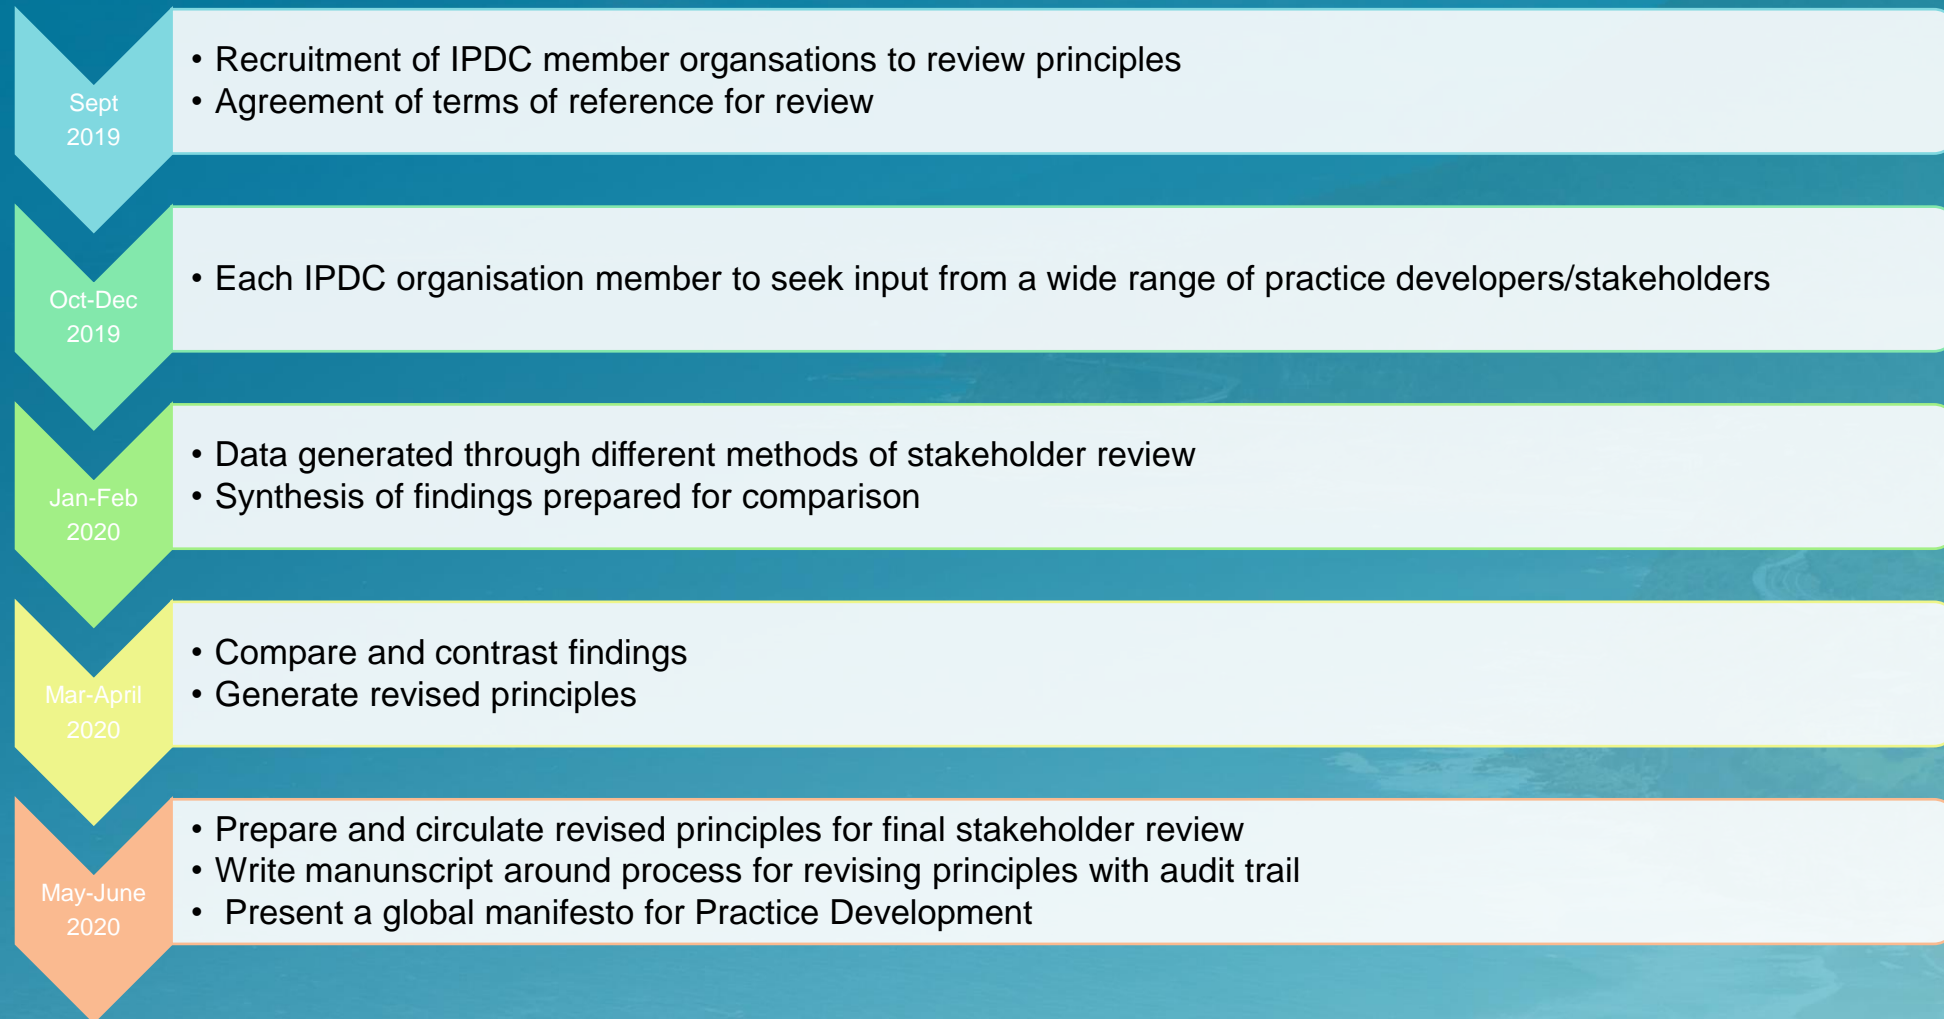 Sept
2019
• Recruitment of IPDC member organsations to review principles
• Agreement of terms of reference for review
Oct-Dec
2019
• Each IPDC organisation member to seek input from a wide range of practice developers/stakeholders
Jan-Feb
2020
• Data generated through different methods of stakeholder review
• Synthesis of findings prepared for comparison
Mar-April
2020
• Compare and contrast findings
• Generate revised principles
May-June
2020
• Prepare and circulate revised principles for final stakeholder review
• Write manunscript around process for revising principles with audit trail
• Present a global manifesto for Practice Development